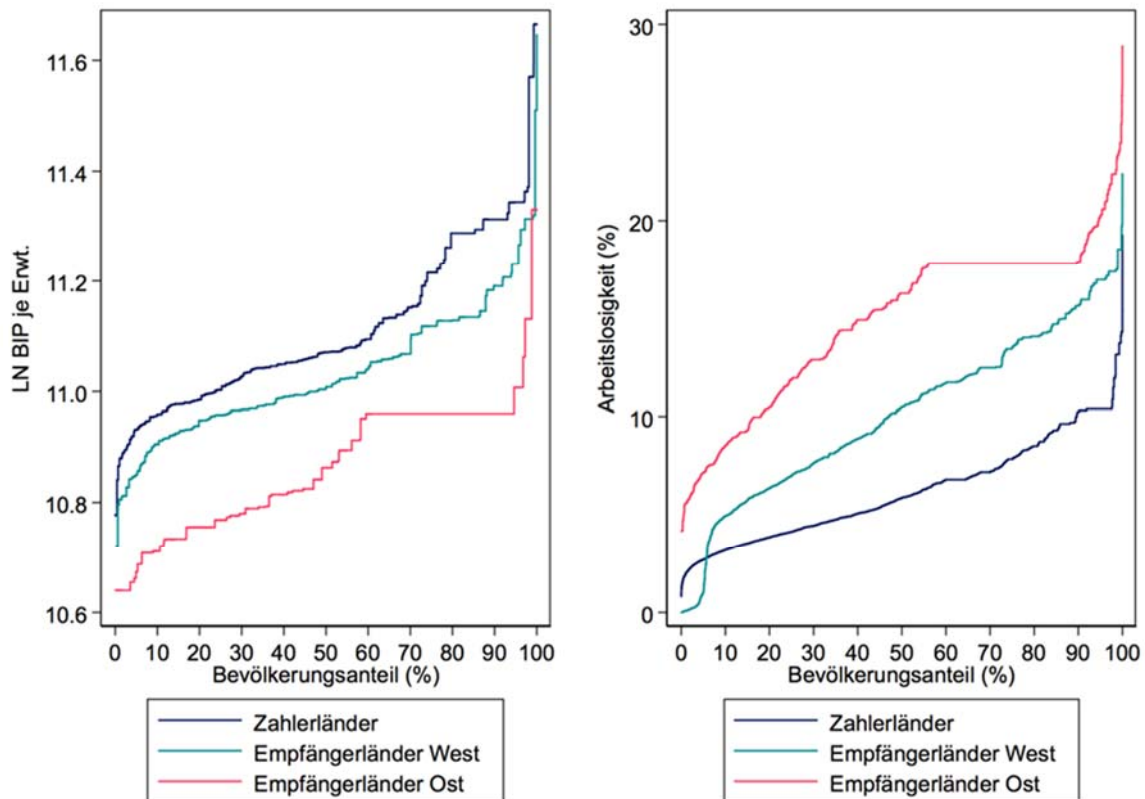 11.6
11.4
11.2
11.0
10.8
10.6
LN BIP je Erwt.
0 10 20 30 40 50 60 70 80 90 100
Bevölkerungsanteil (%)
Zahlerländer
Empfängerländer West
Empfängerländer Ost
30
20
10
0
Arbeitslosigkeit (%)
0 10 20 30 40 50 60 70 80 90 100
Bevölkerungsanteil (%)
Zahlerländer
Empfängerländer West
Empfängerländer Ost